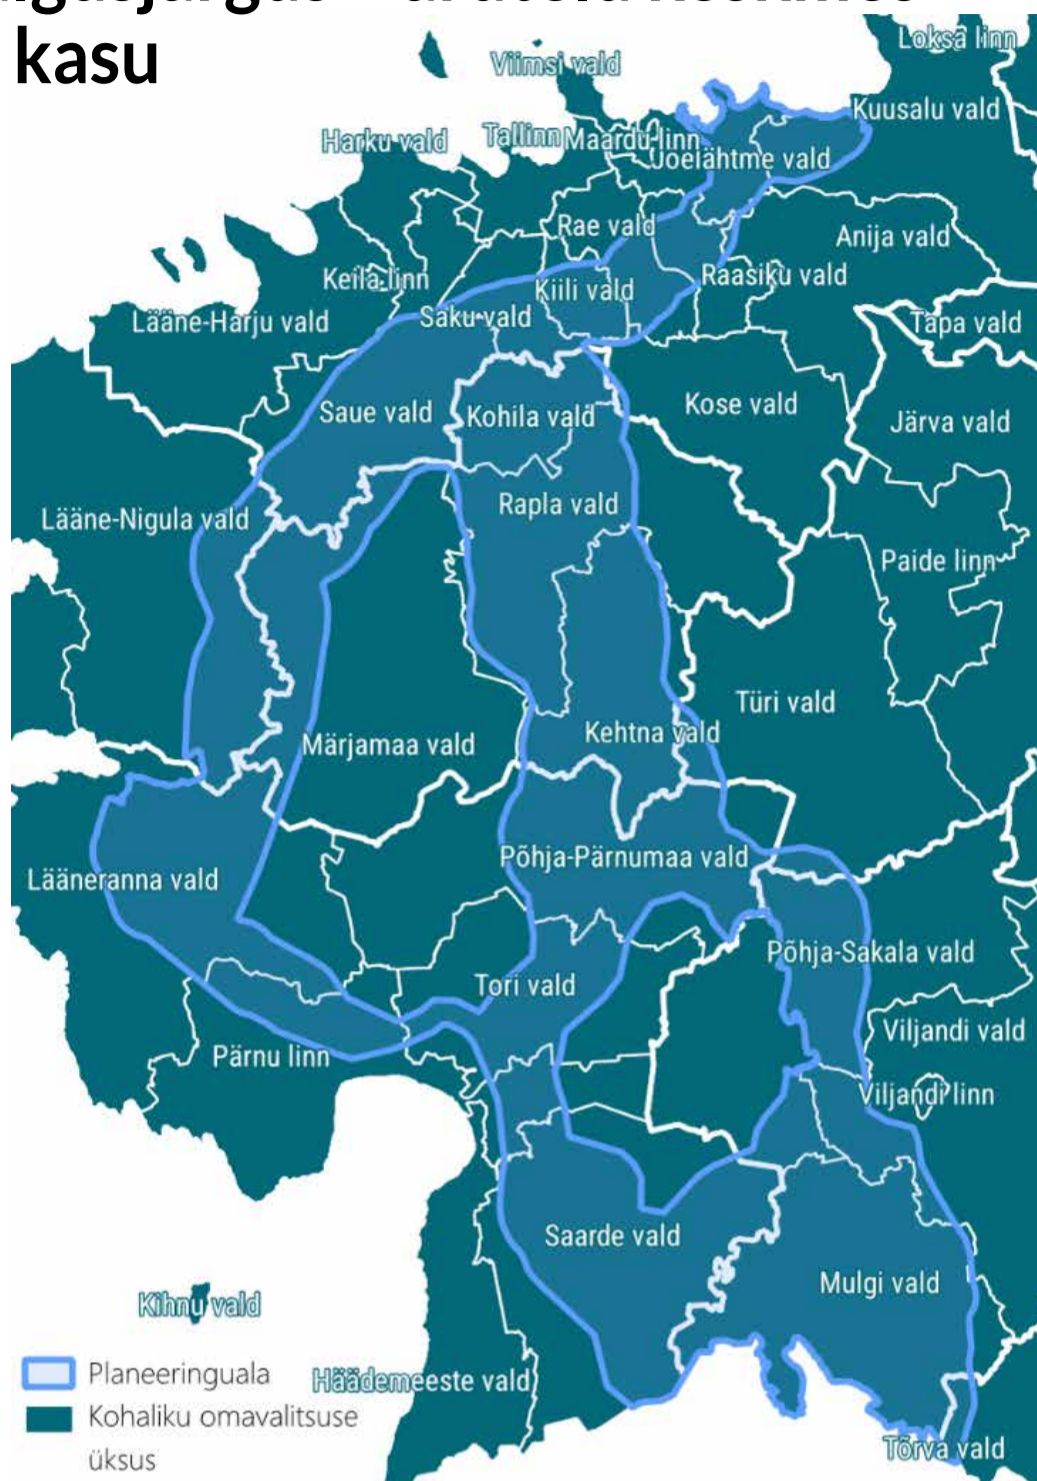 kasu
Loksa linn
Viimsi vald
Kuusalu vald
Harku vald
Tallinn
Maardu linn
Jõelähtme vald
Rae vald
Anija vald
Keila linn
Kiili vald
Raasiku vald
Lääne-Harju vald
Saku vald
Tapa vald
Saue vald
Kohila vald
Kose vald
Järva vald
Rapla vald
Lääne-Nigula vald
Paide linn
Türi vald
Kehtna vald
Märjamaa vald
Põhja-Pärnumaa vald
Lääneranna vald
Põhja-Sakala vald
Tori vald
Viljandi vald
Pärnu linn
Viljandi linn
Saarde vald
Mulgi vald
Kihnu vald
Häädemeeste vald
Tõrva vald
Planeeringuala
Kohaliku omavalitsuse
üksus